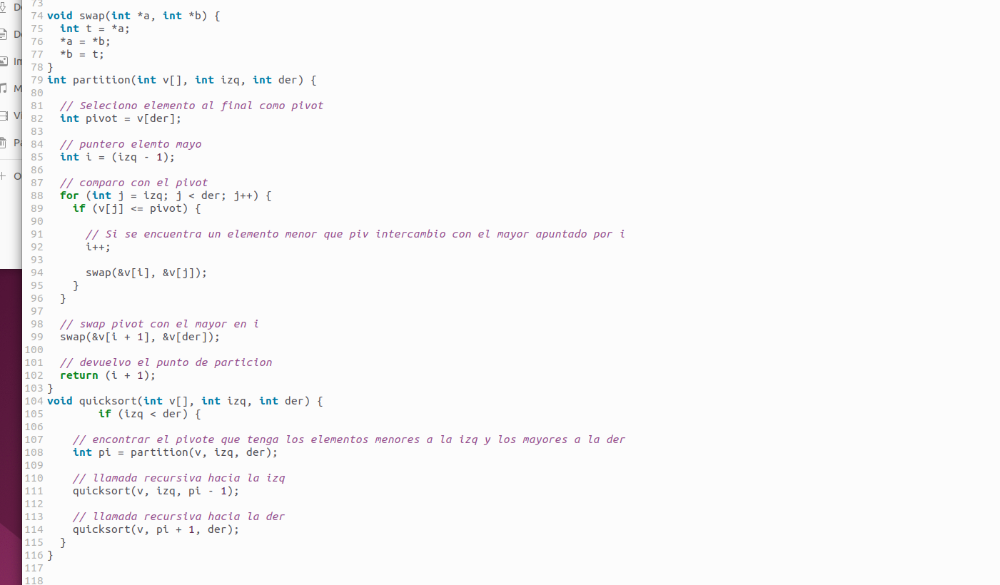 73
74 void swap(int *a, int *b) {
75   int t = *a;
76   *a = *b;
77   *b = t;
78 }
79 int partition(int v[], int izq, int der) {
80
81   // Seleciono elemento al final como pivot
82   int pivot = v[der];
83
84   // puntero elemto mayo
85   int i = (izq - 1);
86
87   // comparo con el pivot
88   for (int j = izq; j < der; j++) {
89     if (v[j] <= pivot) {
90
91       // Si se encuentra un elemento menor que piv intercambio con el mayor apuntado por i
92       i++;
93
94       swap(&v[i], &v[j]);
95     }
96   }
97
98   // swap pivot con el mayor en i
99   swap(&v[i + 1], &v[der]);
100
101   // devuelvo el punto de particion
102   return (i + 1);
103 }
104 void quicksort(int v[], int izq, int der) {
105         if (izq < der) {
106
107     // encontrar el pivote que tenga los elementos menores a la izq y los mayores a la der
108     int pi = partition(v, izq, der);
109
110     // llamada recursiva hacia la izq
111     quicksort(v, izq, pi - 1);
112
113     // llamada recursiva hacia la der
114     quicksort(v, pi + 1, der);
115   }
116 }
117
118